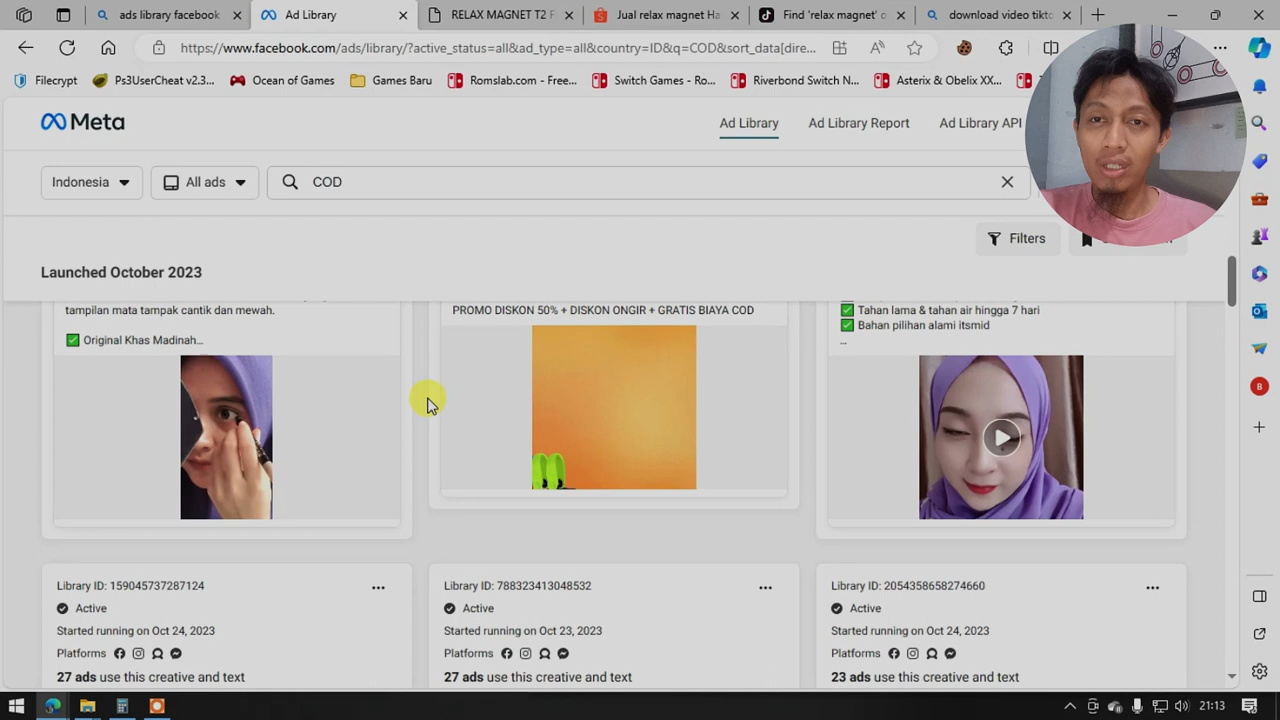 ads library facebook
Ad Library
RELAX MAGNET T2 F
Jual relax magnet Ha
Find 'relax magnet' o
download video tikt
https://www.facebook.com/ads/library/?active_status=all&ad_type=all&country=ID&q=COD&sort_data[dire...
Filecrypt
Ps3UserCheat v2.3...
Ocean of Games
Games Baru
Romslab.com - Free...
Switch Games - Ro...
Riverbond Switch N...
Asterix & Obelix XX...
Meta
Ad Library
Ad Library Report
Ad Library API
Indonesia
All ads
COD
Filters
Launched October 2023
tampilan mata tampak cantik dan mewah.
Original Khas Madinah...
PROMO DISKON 50% + DISKON ONGIR + GRATIS BIAYA COD
Tahan lama & tahan air hingga 7 hari
Bahan pilihan alami itsmid
...
Library ID: 159045737287124
Active
Started running on Oct 24, 2023
Platforms
27 ads use this creative and text
Library ID: 788323413048532
Active
Started running on Oct 23, 2023
Platforms
27 ads use this creative and text
Library ID: 2054358658274660
Active
Started running on Oct 24, 2023
Platforms
23 ads use this creative and text
21:13